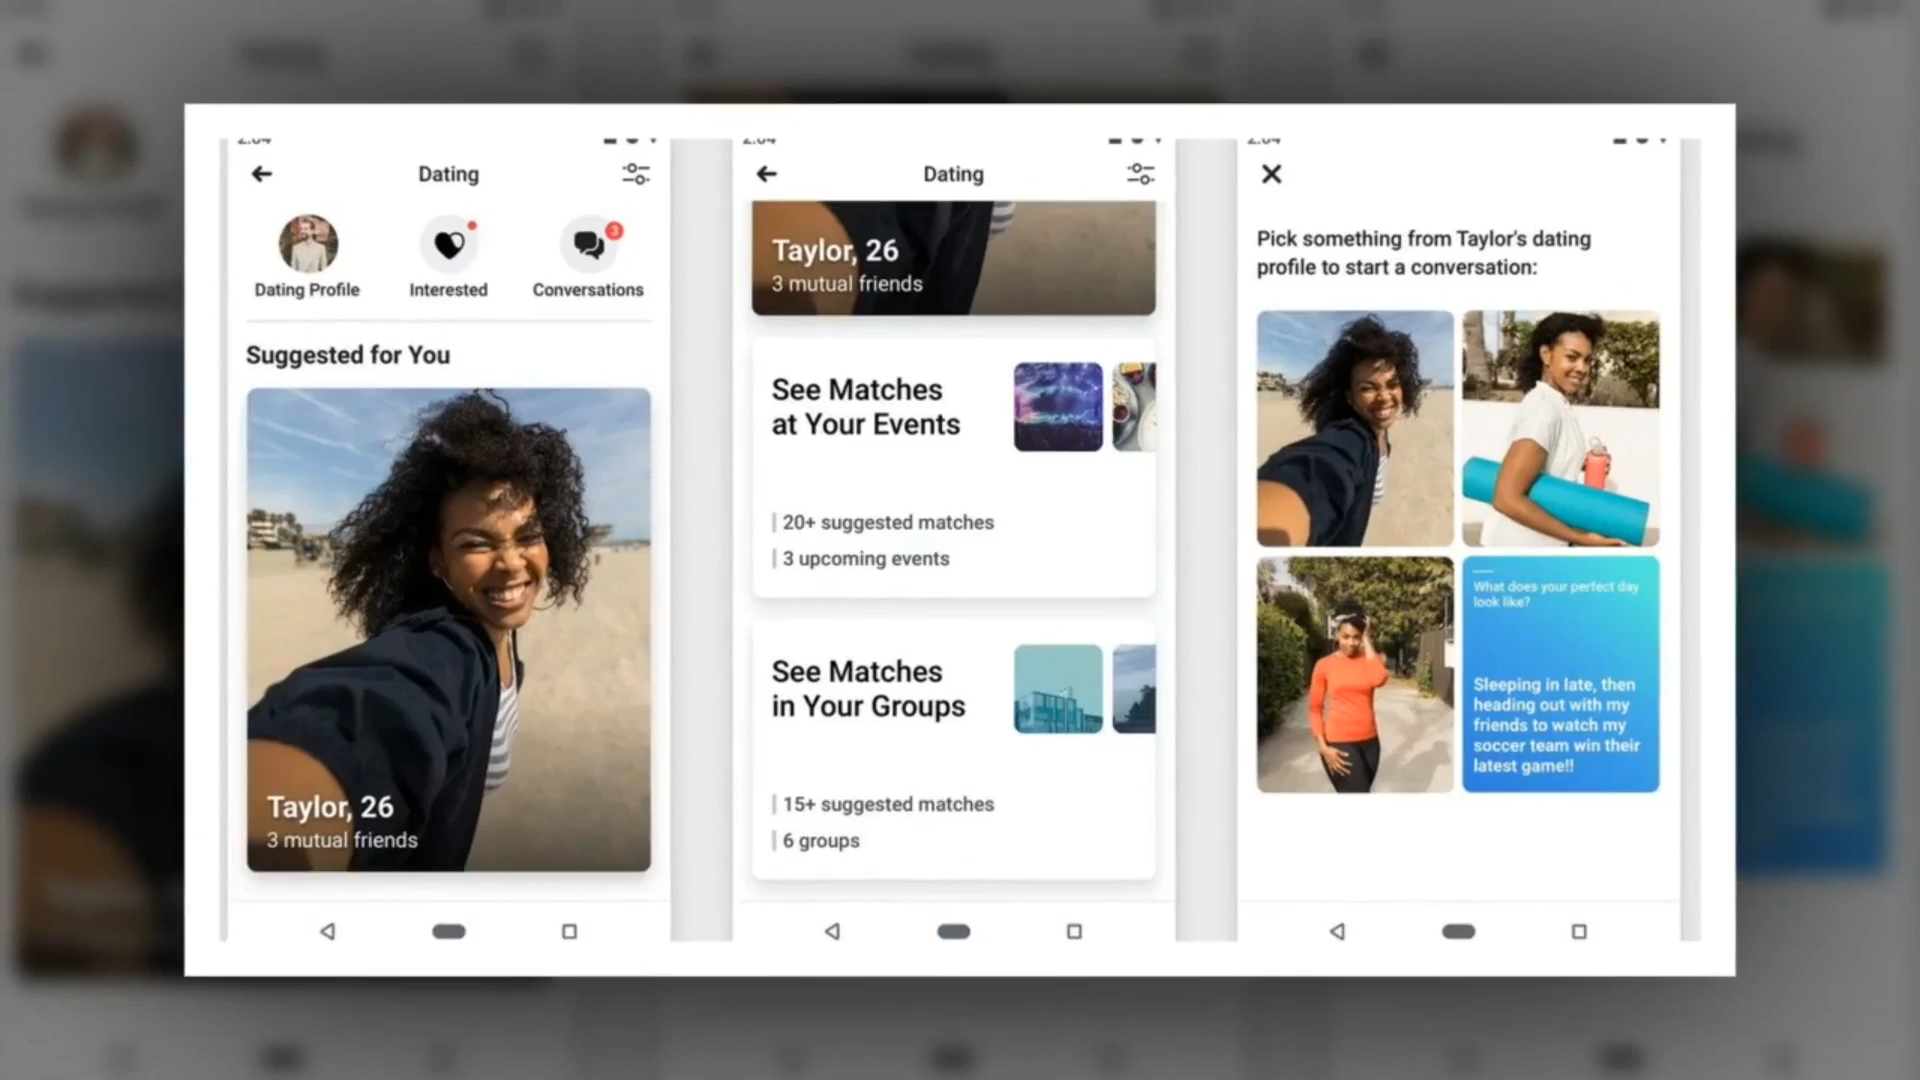 Dating
Dating Profile
Interested
3
Conversations
Suggested for You
Taylor, 26
3 mutual friends
Dating
Taylor, 26
3 mutual friends
See Matches
at Your Events
20+ suggested matches
3 upcoming events
See Matches
in Your Groups
15+ suggested matches
6 groups
Pick something from Taylor's dating
profile to start a conversation:
What does your perfect day
look like?
Sleeping in late, then
heading out with my
friends to watch my
soccer team win their
latest game!!